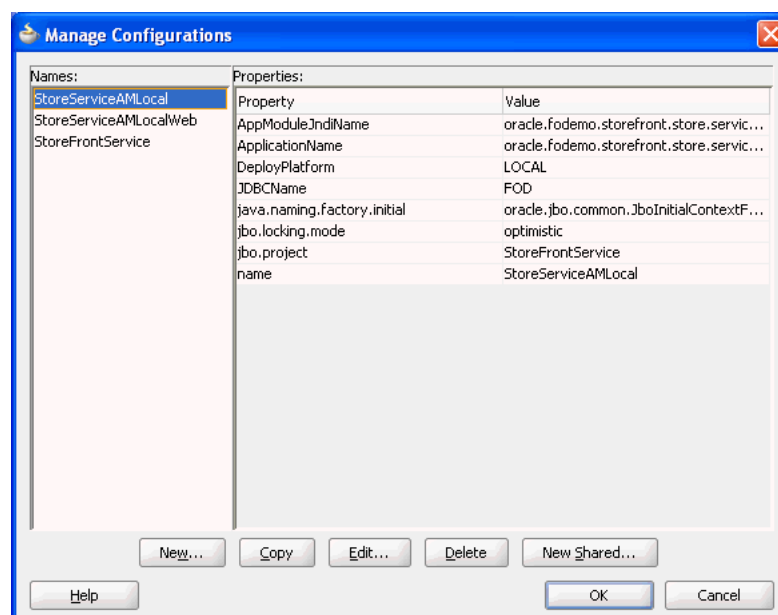 Manage Configurations
Names:
Properties:
StoreServiceAMLocal
StoreServiceAMLocalWeb
StoreFrontService
Property Value
AppModuleJndiName oracle.fodemo.storefront.store.servic...
ApplicationName oracle.fodemo.storefront.store.servic...
DeployPlatform LOCAL
JDBCName FOD
java.naming.factory.initial oracle.jbo.common.JboInitialContextF...
jbo.locking.mode optimistic
jbo.project StoreFrontService
name StoreServiceAMLocal
New... Copy Edit... Delete New Shared...
Help OK Cancel